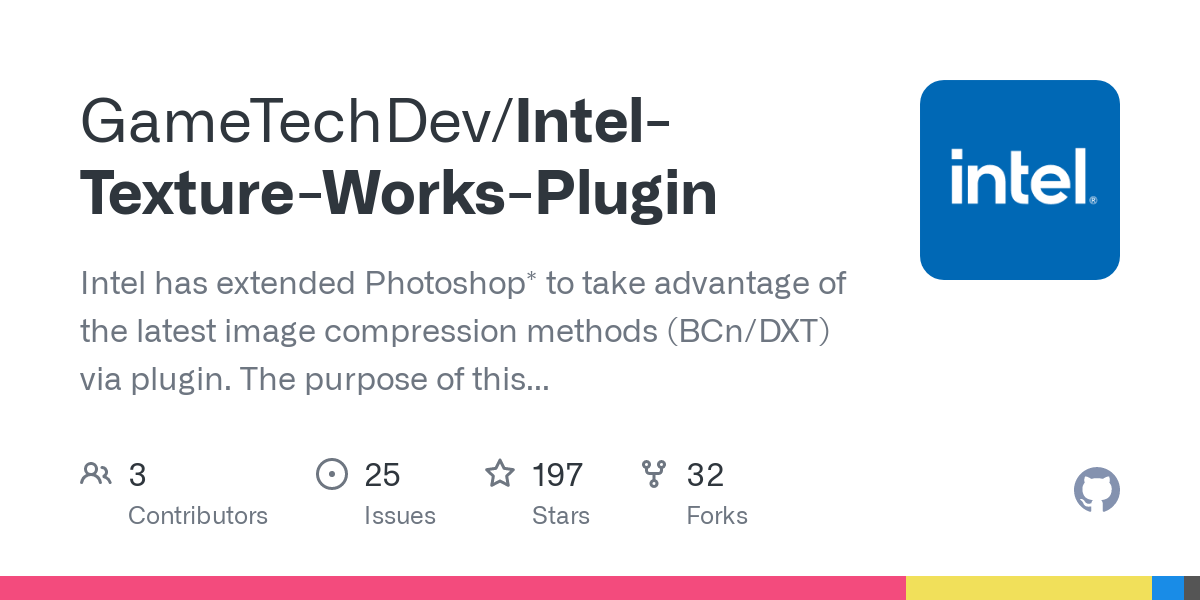 GameTechDev/Intel-
Texture-Works-Plugin
intel®
Intel has extended Photoshop* to take advantage of
the latest image compression methods (BCn/DXT)
via plugin. The purpose of this...
3
Contributors
25
Issues
197
Stars
32
Forks